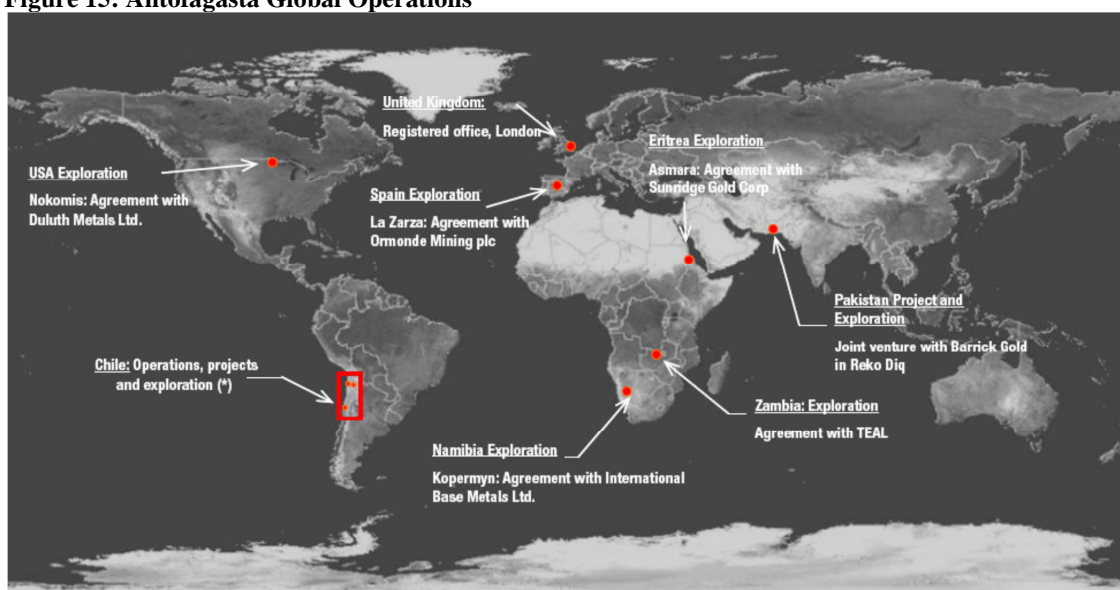 Figure 15: Antofagasta Global Operations
United Kingdom:
Registered office, London
USA Exploration
Nokomis: Agreement with
Duluth Metals Ltd.
Spain Exploration
La Zarza: Agreement with
Ormonde Mining plc
Eritrea Exploration
Asmara: Agreement with
Sunridge Gold Corp
Pakistan Project and
Exploration
Joint venture with Barrick Gold
in Reko Diq
Chile: Operations, projects
and exploration (*)
Zambia: Exploration
Agreement with TEAL
Namibia Exploration
Kopermyn: Agreement with International
Base Metals Ltd.